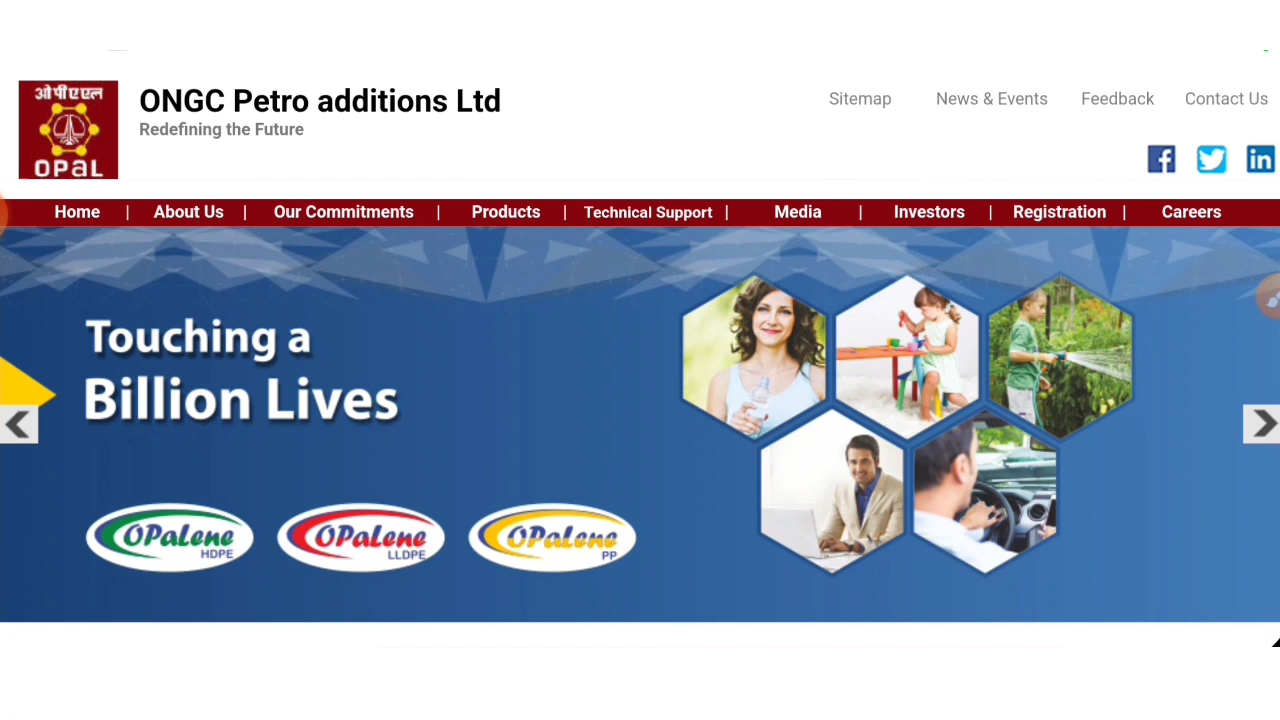 ओपीएएल
OPaL
ONGC Petro additions Ltd
Redefining the Future
Sitemap News & Events Feedback Contact Us
Home | About Us | Our Commitments | Products | Technical Support | Media | Investors | Registration | Careers
Touching a
Billion Lives
OPaLene HDPE
OPaLene LLDPE
OPaLene PP